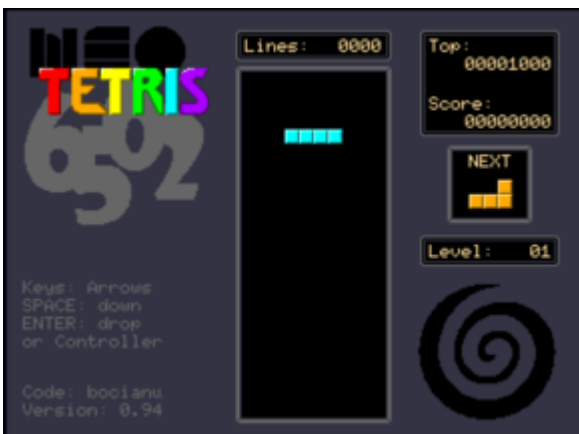 NEO
TETRIS
6502
Lines: 0000
Top:
00001000
Score:
00000000
NEXT
Level: 01
Keys: Arrows
SPACE: down
ENTER: drop
or Controller
Code: bocianu
Version: 0.94